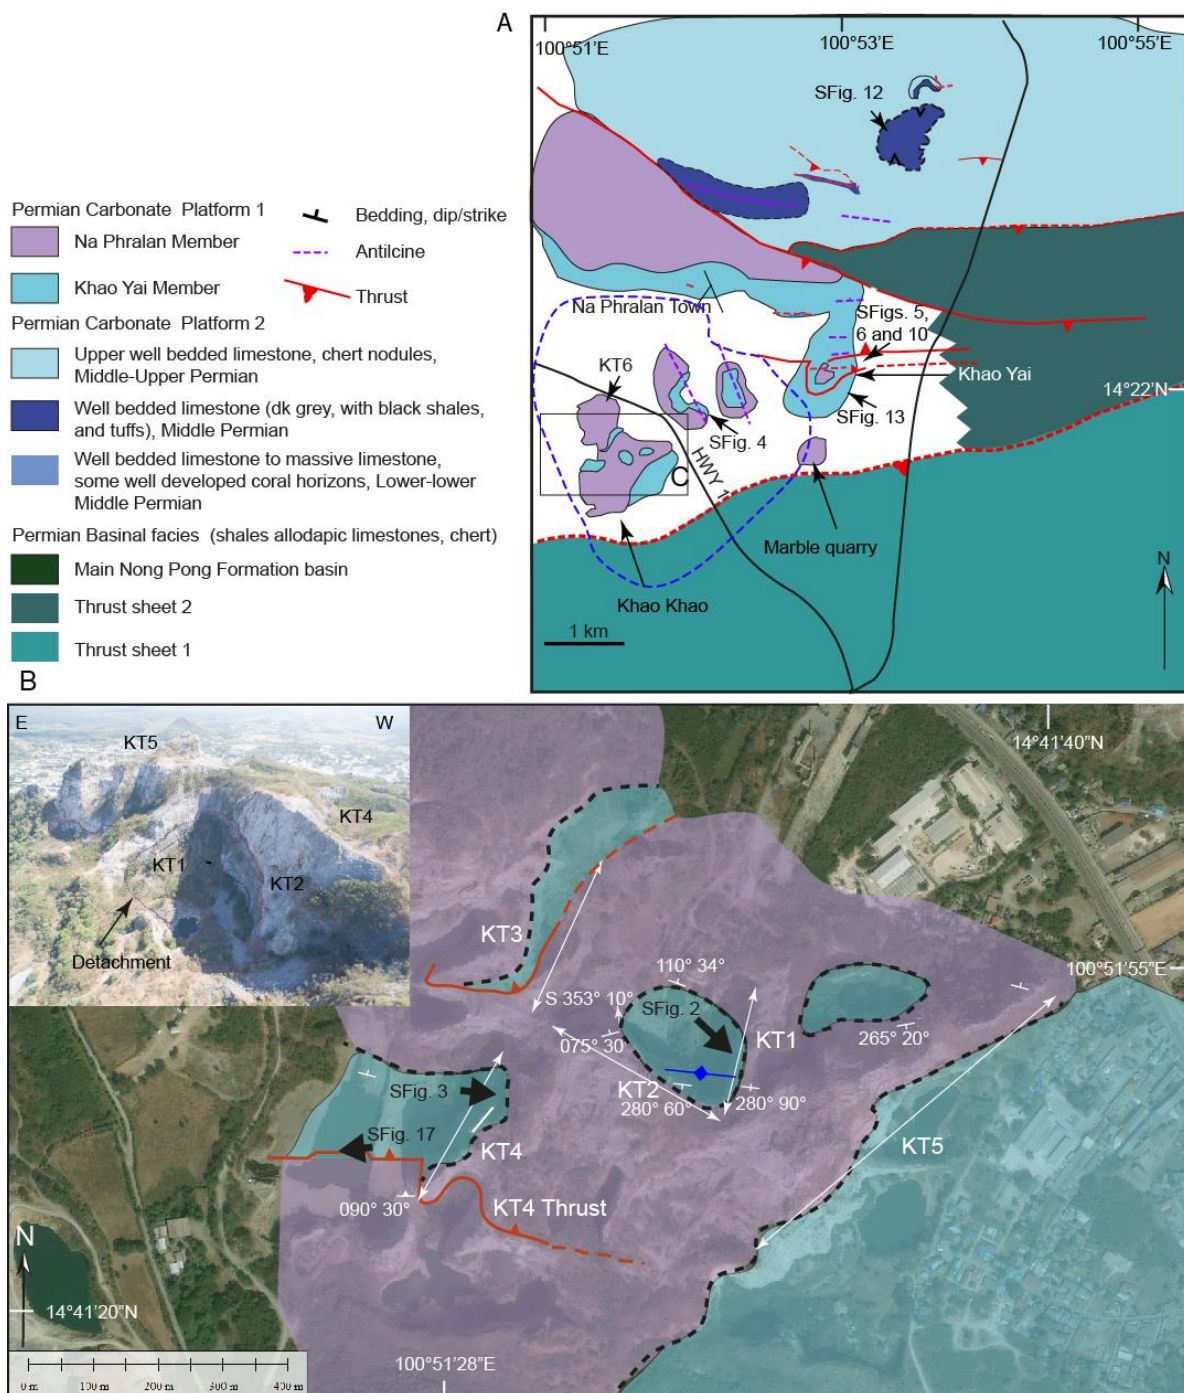 A
100°51'E
100°53'E
100°55'E
SFig. 12
Permian Carbonate Platform 1
Na Phralan Member
Khao Yai Member
Bedding, dip/strike
Antilcine
Thrust
Permian Carbonate Platform 2
Upper well bedded limestone, chert nodules,
Middle-Upper Permian
Well bedded limestone (dk grey, with black shales,
and tuffs), Middle Permian
Well bedded limestone to massive limestone,
some well developed coral horizons, Lower-lower
Middle Permian
Permian Basinal facies (shales allodapic limestones, chert)
Main Nong Pong Formation basin
Thrust sheet 2
Thrust sheet 1
Na Phralan Town
SFigs. 5,
6 and 10
KT6
Khao Yai
14°22'N
SFig. 13
SFig. 4
C
HWY 1
Marble quarry
Khao Khao
N
1 km
B
E
W
KT5
KT4
KT1
KT2
Detachment
14°41'40"N
KT3
110° 34°
100°51'55"E
S 353° 10°
SFig. 2
075° 30°
KT1
265° 20°
KT2
280° 60°
280° 90°
SFig. 3
KT5
SFig. 17
KT4
090° 30°
KT4 Thrust
N
14°41'20"N
100°51'28"E
0 m
100 m
200 m
300 m
400 m